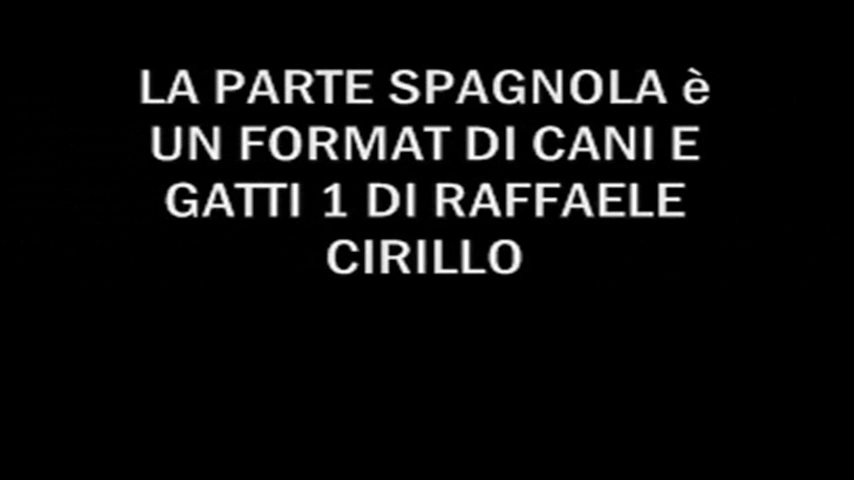 LA PARTE SPAGNOLA è
UN FORMAT DI CANI E
GATTI 1 DI RAFFAELE
CIRILLO